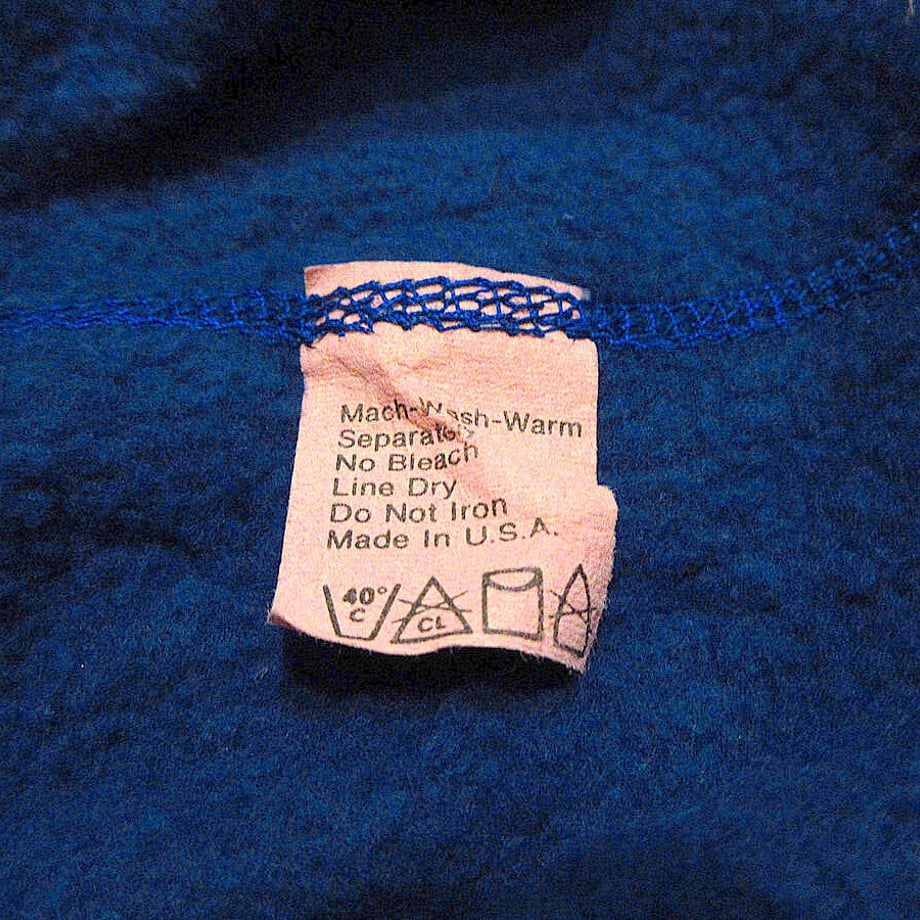 Mach-Wash-Warm
Separately
No Bleach
Line Dry
Do Not Iron
Made In U.S.A.
40° CL
C